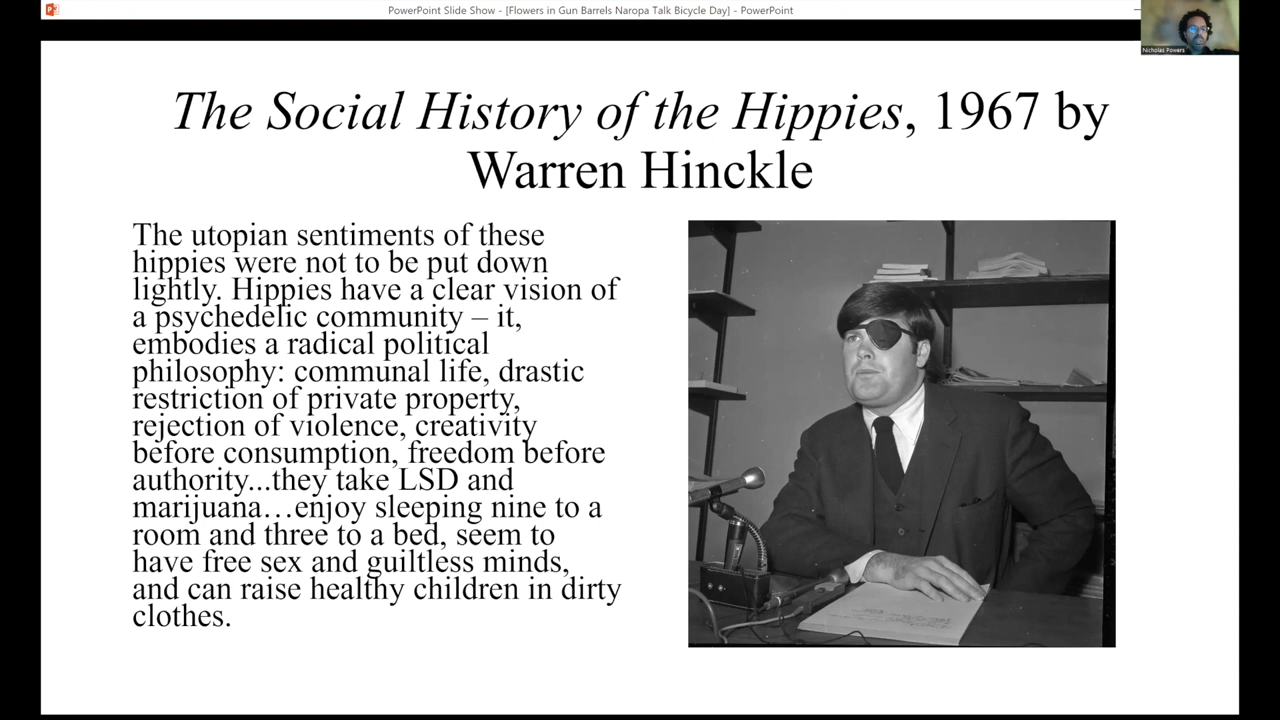 PowerPoint Slide Show - [Flowers in Gun Barrels Naropa Talk Bicycle Day] - PowerPoint
Nicholas Powers
The Social History of the Hippies, 1967 by
Warren Hinckle
The utopian sentiments of these
hippies were not to be put down
lightly. Hippies have a clear vision of
a psychedelic community – it,
embodies a radical political
philosophy: communal life, drastic
restriction of private property,
rejection of violence, creativity
before consumption, freedom before
authority...they take LSD and
marijuana…enjoy sleeping nine to a
room and three to a bed, seem to
have free sex and guiltless minds,
and can raise healthy children in dirty
clothes.